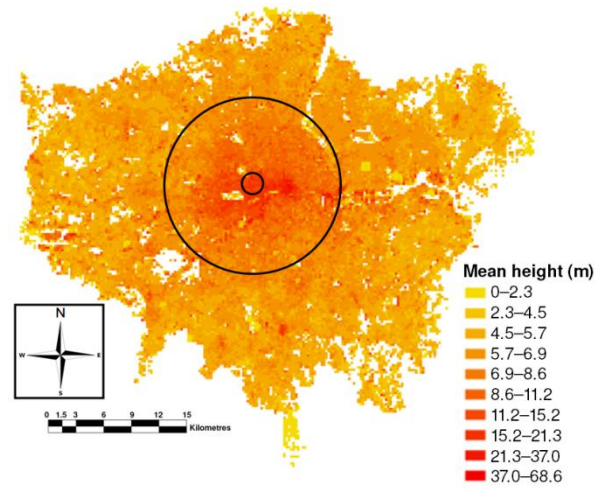 Mean height (m)
0–2.3
2.3–4.5
4.5–5.7
5.7–6.9
6.9–8.6
8.6–11.2
11.2–15.2
15.2–21.3
21.3–37.0
37.0–68.6
N
W E
S
0 1.5 3 6 9 12 15
Kilometres